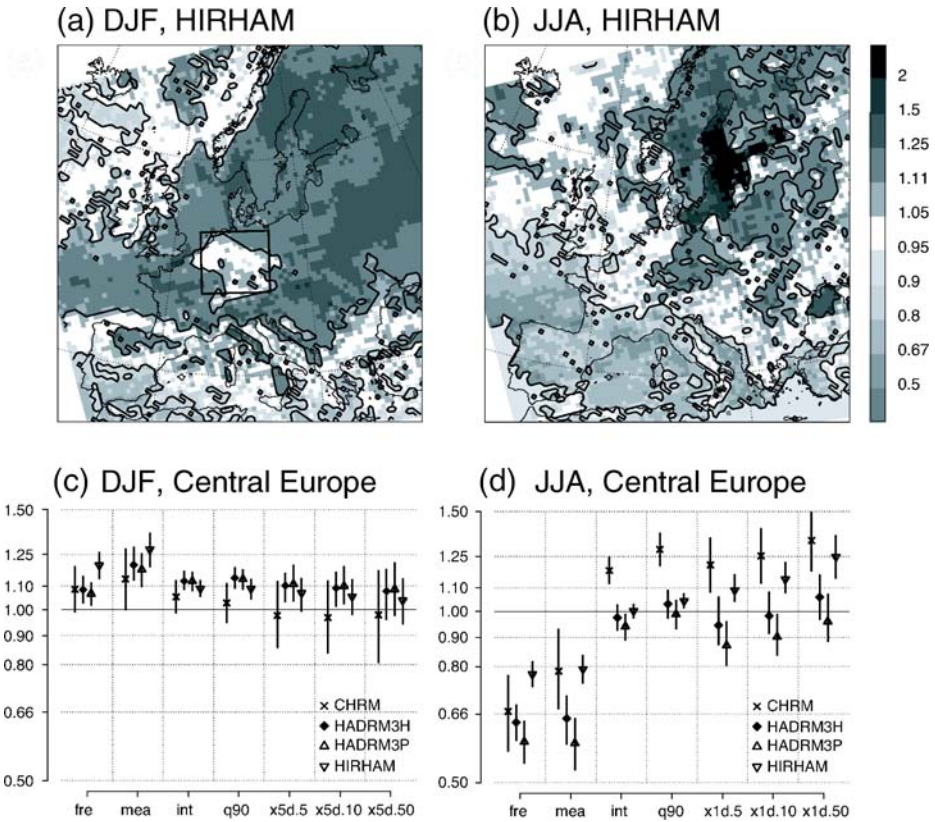 (a) DJF, HIRHAM
(b) JJA, HIRHAM
2
1.5
1.25
1.11
1.05
0.95
0.9
0.8
0.67
0.5
(c) DJF, Central Europe
1.50
1.25
1.10
1.00
0.90
0.80
0.66
0.50
CHRM
HADRM3H
HADRM3P
HIRHAM
fre mea int q90 x5d.5 x5d.10 x5d.50
(d) JJA, Central Europe
1.50
1.25
1.00
0.90
0.80
0.66
0.50
CHRM
HADRM3H
HADRM3P
HIRHAM
fre mea int q90 x1d.5 x1d.10 x1d.50